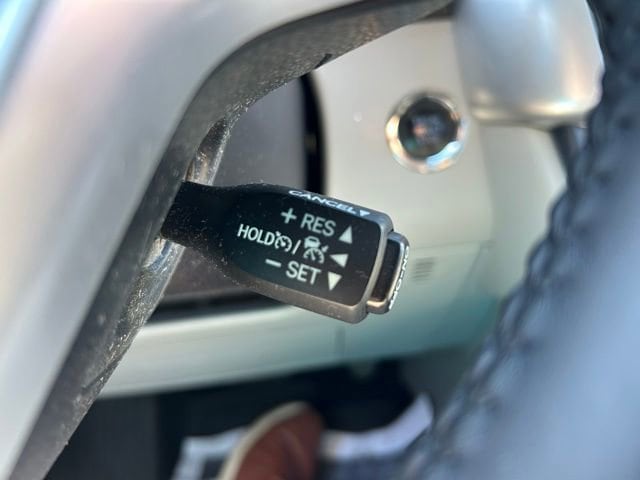 CANCEL
+ RES ▲
HOLD / ◀
− SET ▼